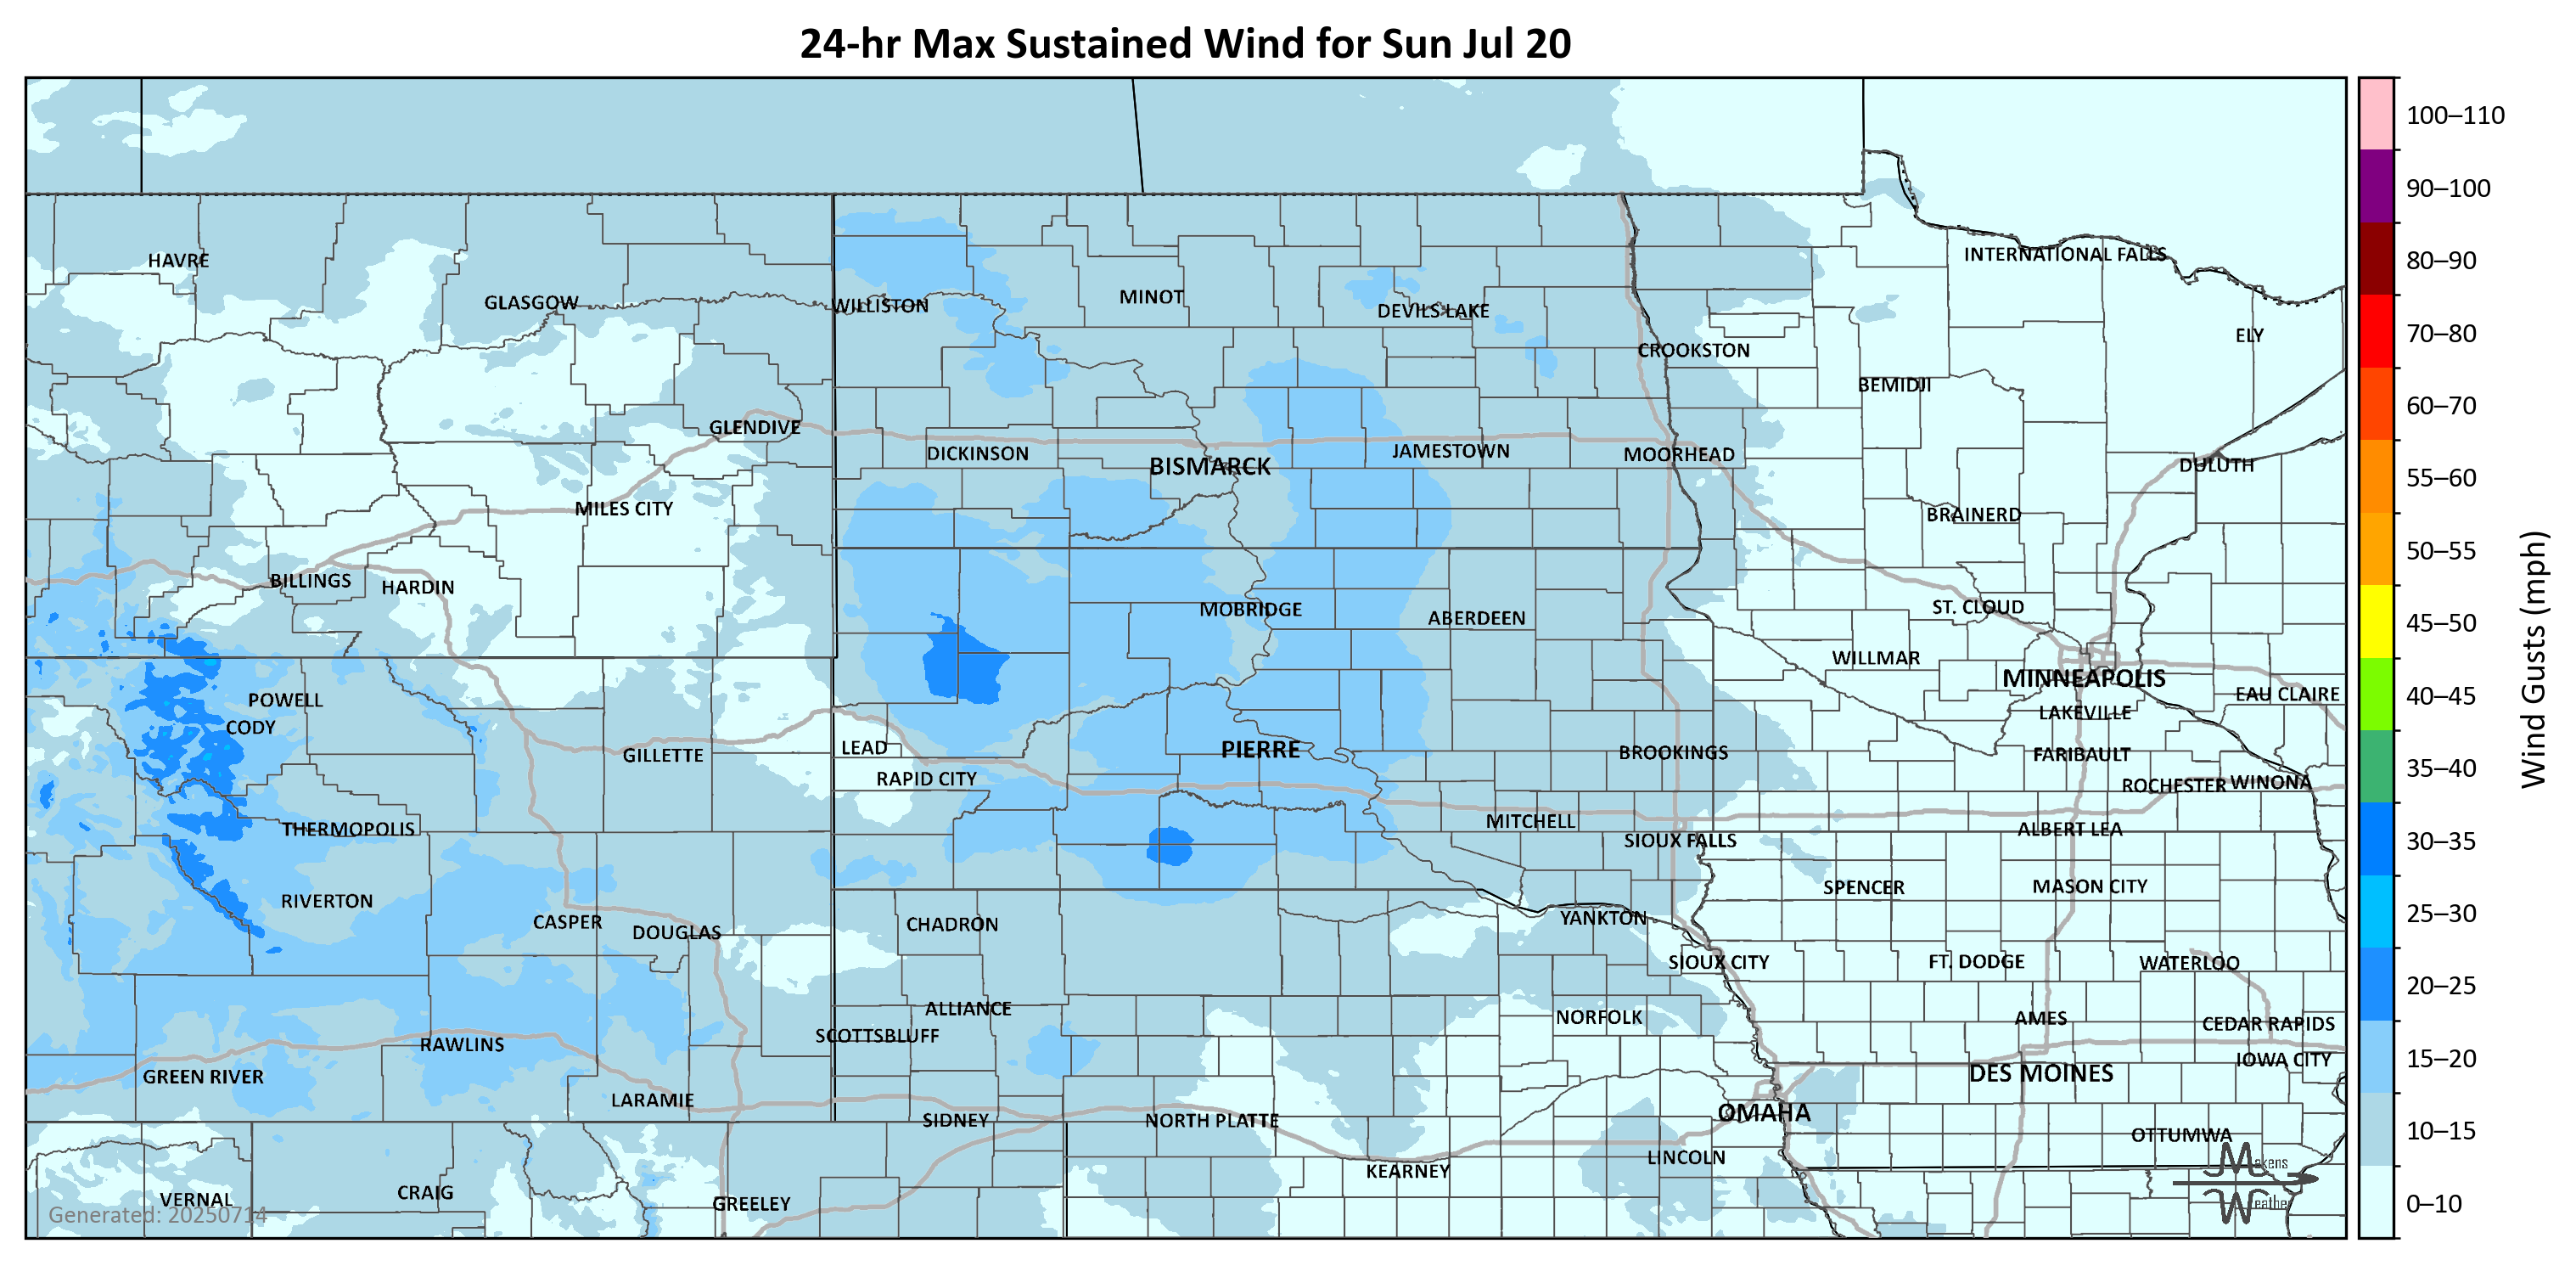 24-hr Max Sustained Wind for Sun Jul 20
100–110
90–100
80–90
70–80
60–70
55–60
50–55
45–50
40–45
35–40
30–35
25–30
20–25
15–20
10–15
0–10
Wind Gusts (mph)
HAVRE
GLASGOW
WILLISTON
MINOT
DEVILS LAKE
INTERNATIONAL FALLS
ELY
CROOKSTON
BEMIDJI
GLENDIVE
DICKINSON
BISMARCK
JAMESTOWN
MOORHEAD
DULUTH
MILES CITY
BRAINERD
BILLINGS
HARDIN
MOBRIDGE
ABERDEEN
ST. CLOUD
WILLMAR
MINNEAPOLIS
POWELL
CODY
EAU CLAIRE
LAKEVILLE
GILLETTE
LEAD
PIERRE
BROOKINGS
FARIBAULT
RAPID CITY
ROCHESTER
WINONA
THERMOPOLIS
MITCHELL
SIOUX FALLS
ALBERT LEA
RIVERTON
SPENCER
MASON CITY
CASPER
DOUGLAS
CHADRON
YANKTON
SIOUX CITY
FT. DODGE
WATERLOO
ALLIANCE
NORFOLK
AMES
CEDAR RAPIDS
SCOTTSBLUFF
RAWLINS
IOWA CITY
GREEN RIVER
DES MOINES
LARAMIE
SIDNEY
NORTH PLATTE
OMAHA
OTTUMWA
LINCOLN
KEARNEY
VERNAL
CRAIG
GREELEY
Generated: 20250714
Makens
Weather